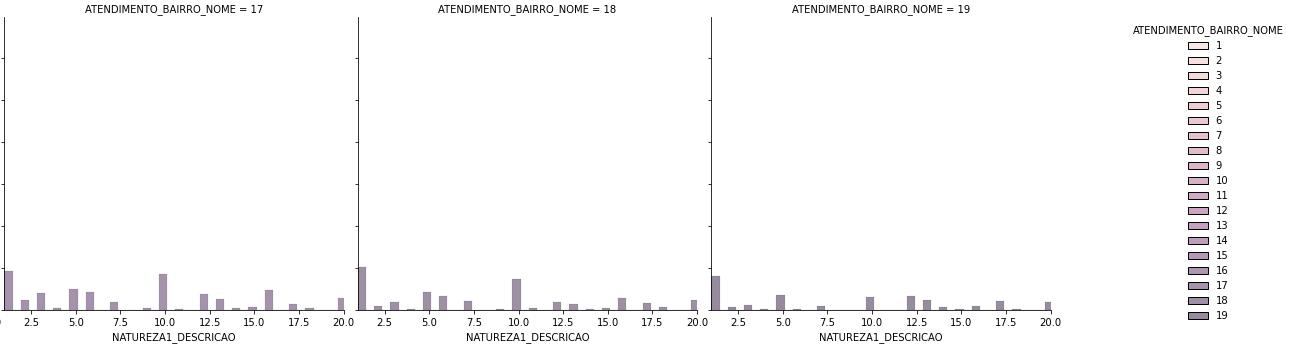 ATENDIMENTO_BAIRRO_NOME = 17
ATENDIMENTO_BAIRRO_NOME = 18
ATENDIMENTO_BAIRRO_NOME = 19
2.5 5.0 7.5 10.0 12.5 15.0 17.5 20.0
NATUREZA1_DESCRICAO
2.5 5.0 7.5 10.0 12.5 15.0 17.5 20.0
NATUREZA1_DESCRICAO
2.5 5.0 7.5 10.0 12.5 15.0 17.5 20.0
NATUREZA1_DESCRICAO
ATENDIMENTO_BAIRRO_NOME
1
2
3
4
5
6
7
8
9
10
11
12
13
14
15
16
17
18
19